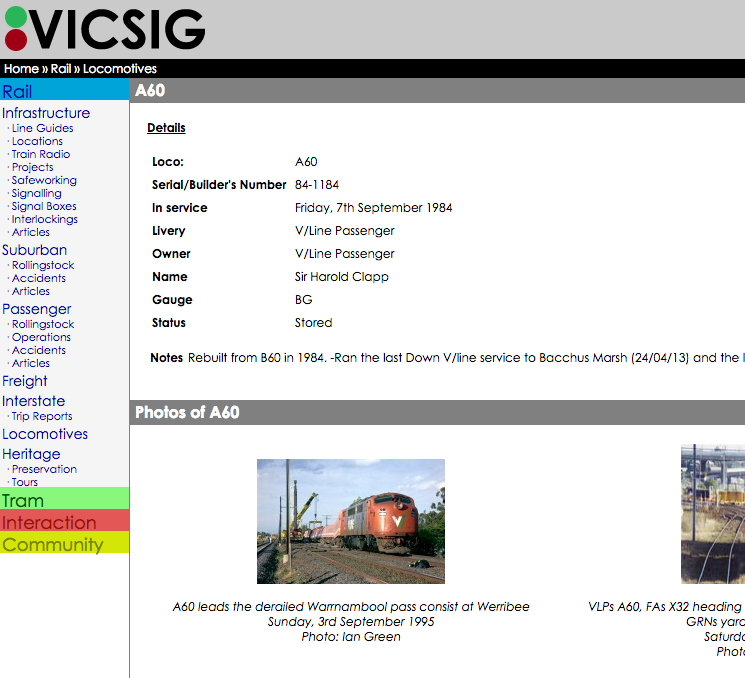 VICSIG
Home » Rail » Locomotives
Rail
Infrastructure
· Line Guides
· Locations
· Train Radio
· Projects
· Safeworking
· Signalling
· Signal Boxes
· Interlockings
· Articles
Suburban
· Rollingstock
· Accidents
· Articles
Passenger
· Rollingstock
· Operations
· Accidents
· Articles
Freight
Interstate
· Trip Reports
Locomotives
Heritage
· Preservation
· Tours
Tram
Interaction
Community
A60
Details
Loco: A60
Serial/Builder's Number 84-1184
In service Friday, 7th September 1984
Livery V/Line Passenger
Owner V/Line Passenger
Name Sir Harold Clapp
Gauge BG
Status Stored
Notes Rebuilt from B60 in 1984. -Ran the last Down V/line service to Bacchus Marsh (24/04/13) and the
Photos of A60
A60 leads the derailed Warrnambool pass consist at Werribee
Sunday, 3rd September 1995
Photo: Ian Green
VLPs A60, FAs X32 heading
GRNs yard
Saturd
Phot